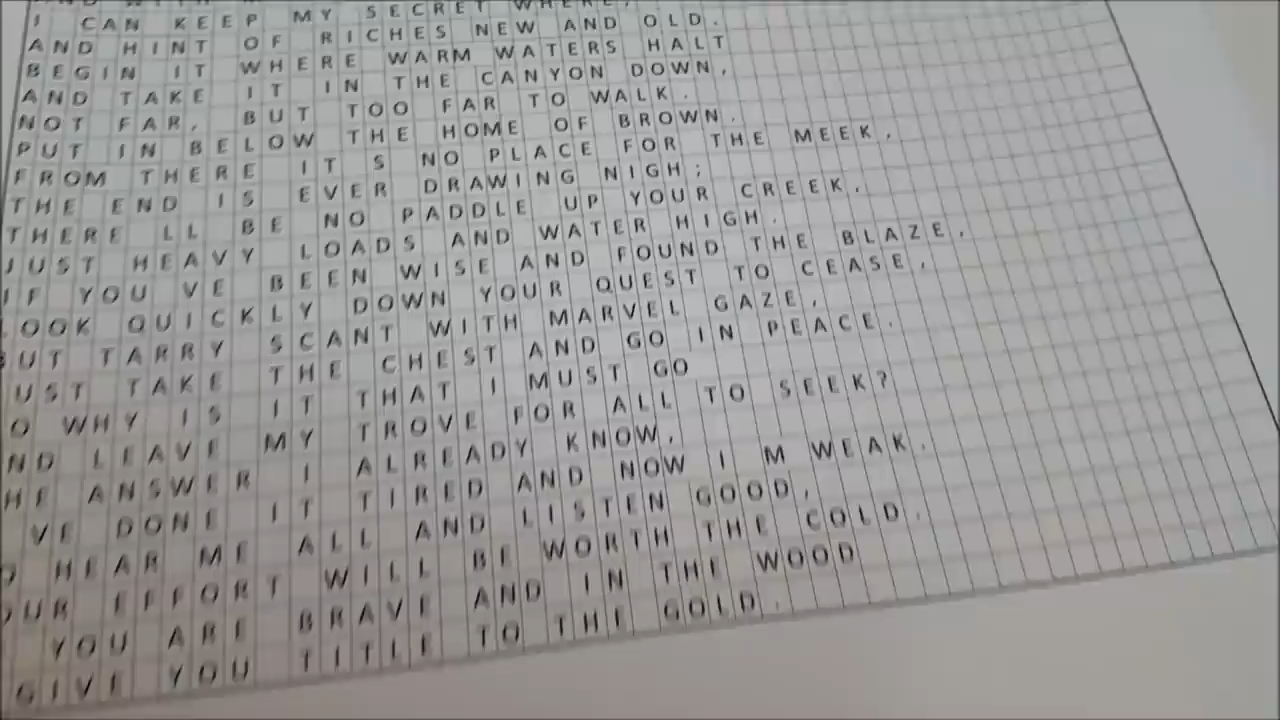 I CAN KEEP MY SECRET WHERE,
AND HINT OF RICHES NEW AND OLD.
BEGIN IT WHERE WARM WATERS HALT
AND TAKE IT IN THE CANYON DOWN,
NOT FAR, BUT TOO FAR TO WALK.
PUT IN BELOW THE HOME OF BROWN.
FROM THERE IT S NO PLACE FOR THE MEEK,
THE END IS EVER DRAWING NIGH;
THERE LL BE NO PADDLE UP YOUR CREEK,
JUST HEAVY LOADS AND WATER HIGH.
IF YOU VE BEEN WISE AND FOUND THE BLAZE,
LOOK QUICKLY DOWN YOUR QUEST TO CEASE,
BUT TARRY SCANT WITH MARVEL GAZE,
UST TAKE THE CHEST AND GO IN PEACE.
O WHY IS IT THAT I MUST GO
ND LEAVE MY TROVE FOR ALL TO SEEK?
HE ANSWER I ALREADY KNOW,
VE DONE IT TIRED AND NOW I M WEAK.
O HEAR ME ALL AND LISTEN GOOD,
OUR EFFORT WILL BE WORTH THE COLD.
YOU ARE BRAVE AND IN THE WOOD
GIVE YOU TITLE TO THE GOLD.